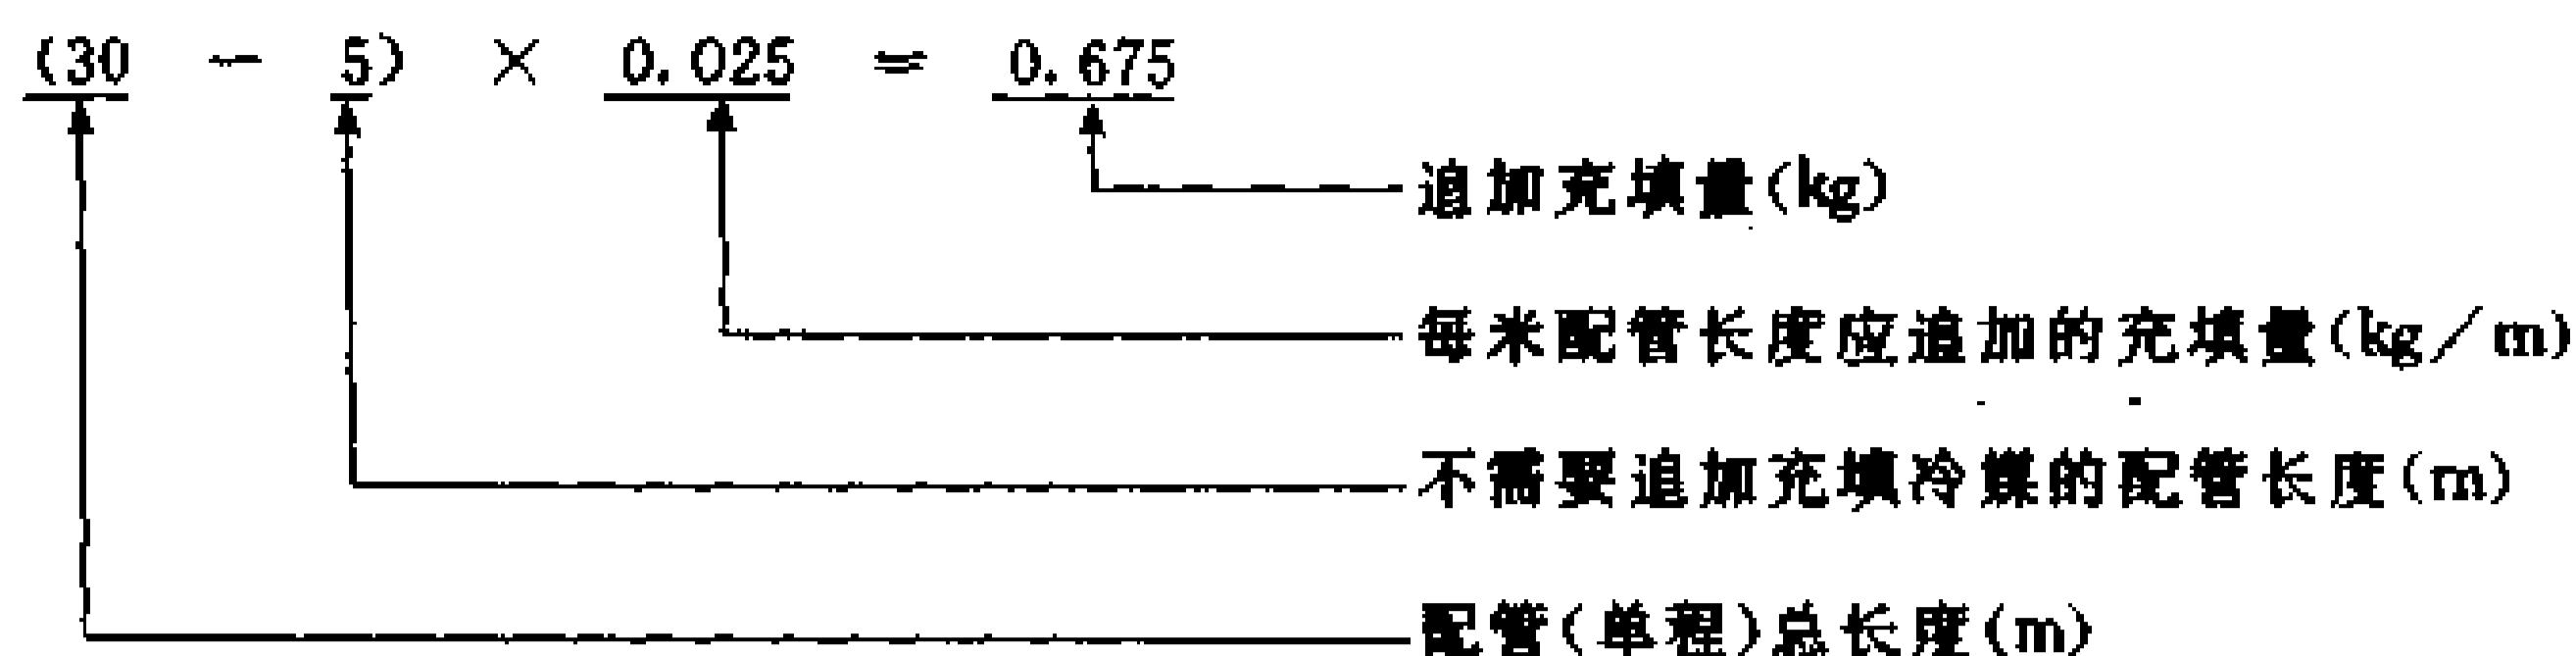 (30 - 5) × 0.025 = 0.675
追加充填量(kg)
每米配管长度应追加的充填量(kg/m)
不需要追加充填冷媒的配管长度(m)
配管(单程)总长度(m)